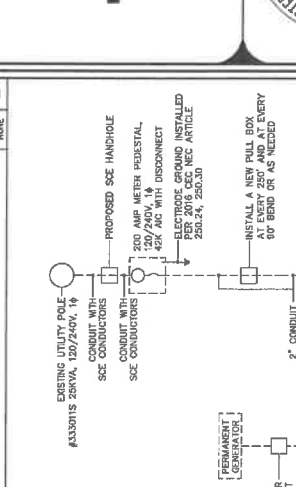 EXISTING UTILITY POLE
#333011S 25KVA, 120/240V, 1ϕ
CONDUIT WITH
SCE CONDUCTORS
PROPOSED SCE HANDHOLE
CONDUIT WITH
SCE CONDUCTORS
200 AMP METER PEDESTAL,
120/240V, 1ϕ
42K AIC WITH DISCONNECT
ELECTRODE GROUND INSTALLED
PER 2016 CEC NEC ARTICLE
250.24, 250.30
INSTALL A NEW PULL BOX
AT EVERY 250' AND AT EVERY
90° BEND OR AS NEEDED
2" CONDUIT
PERMANENT
GENERATOR